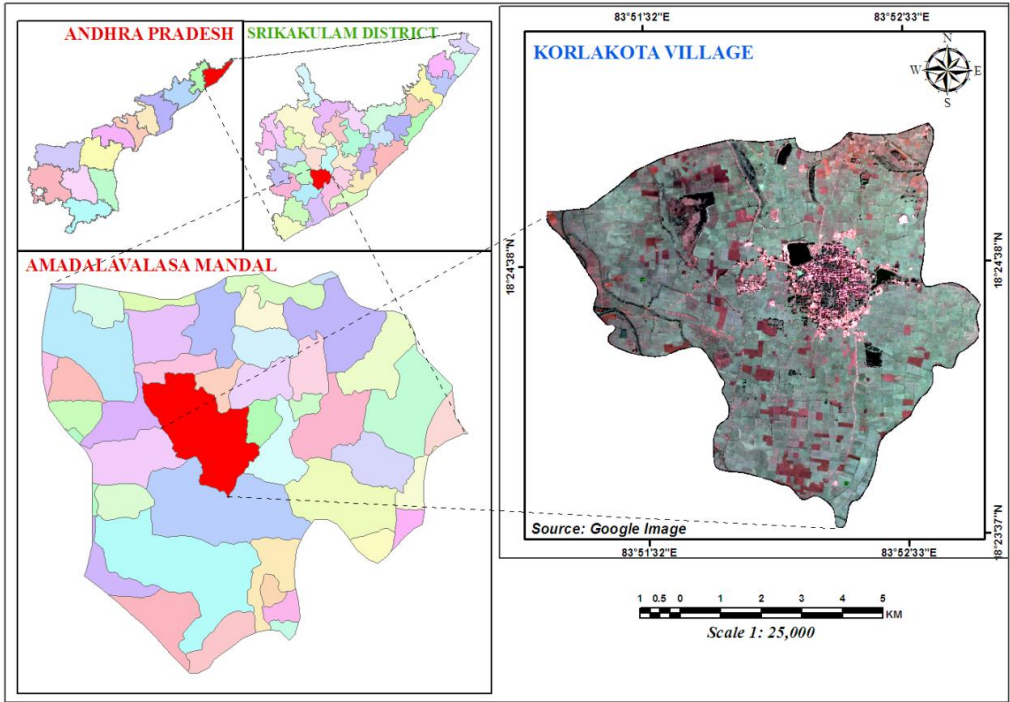 ANDHRA PRADESH
SRIKAKULAM DISTRICT
AMADALAVALASA MANDAL
83°51'32"E
83°52'33"E
KORLAKOTA VILLAGE
N
W
E
S
18°24'38"N
18°24'38"N
18°23'37"N
Source: Google Image
83°51'32"E
83°52'33"E
1 0.5 0 1 2 3 4 5
KM
Scale 1: 25,000